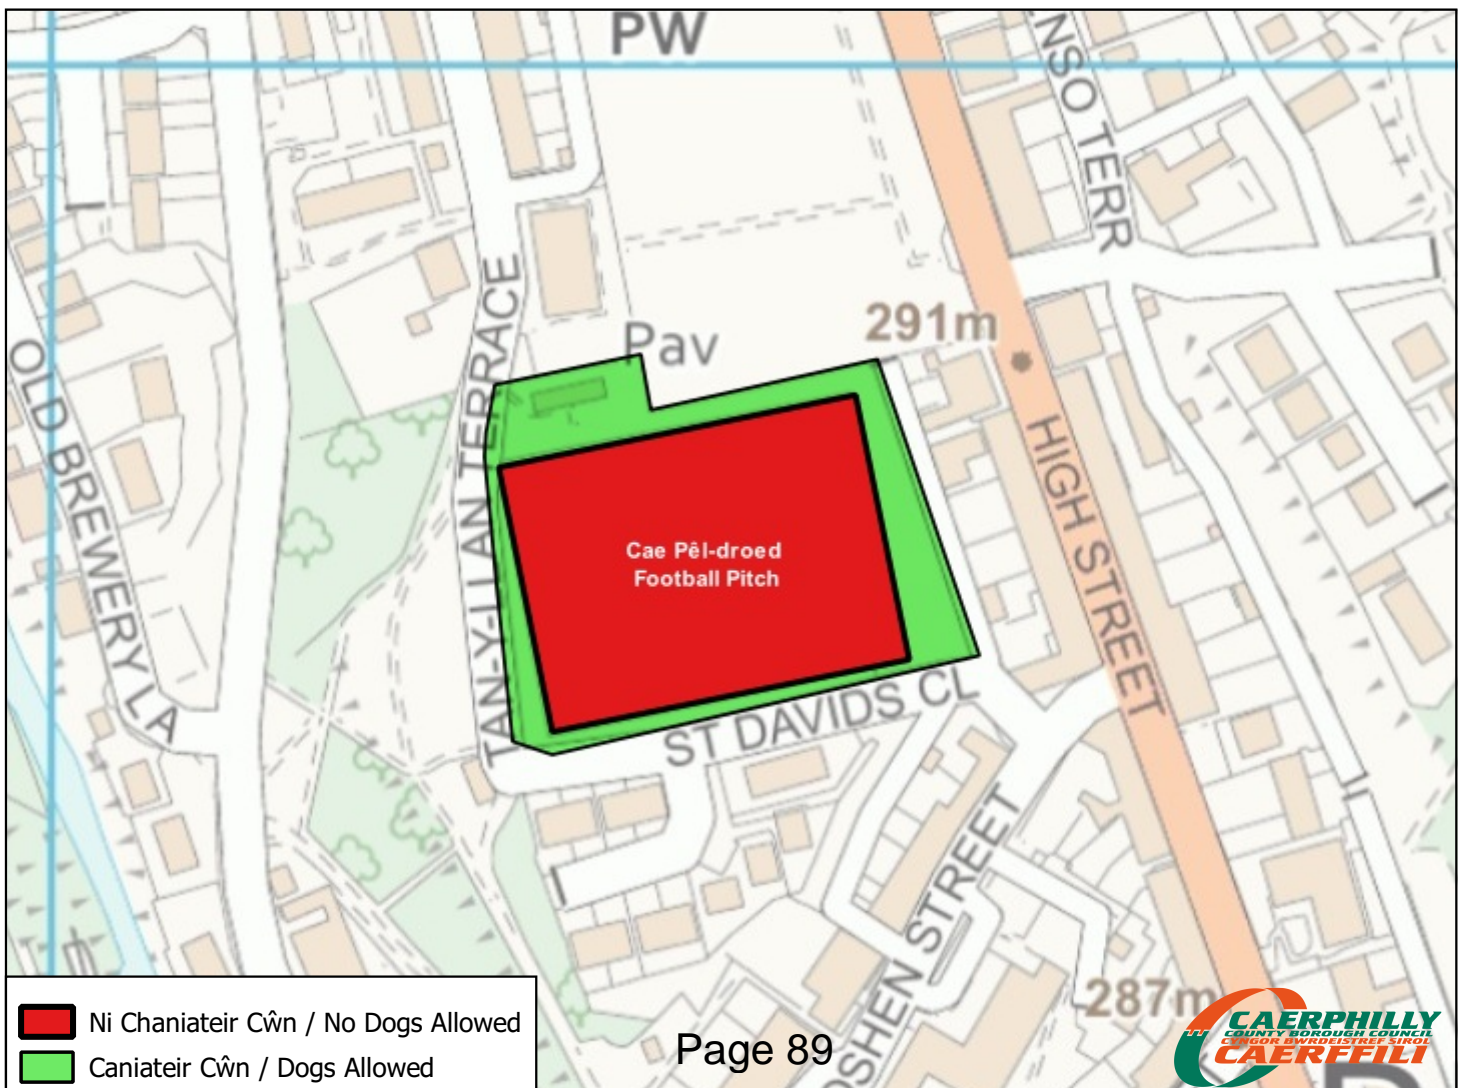 PW
NSO TERR
291m
Pav
TAN-Y-LLAN TERRACE
OLD BREWERY LA
HIGH STREET
Cae Pêl-droed
Football Pitch
ST DAVIDS CL
OSHEN STREET
287m
Ni Chaniateir Cŵn / No Dogs Allowed
Caniateir Cŵn / Dogs Allowed
Page 89
CAERPHILLY
COUNTY BOROUGH COUNCIL
CYNGOR BWRDEISTREF SIROL
CAERFFILI